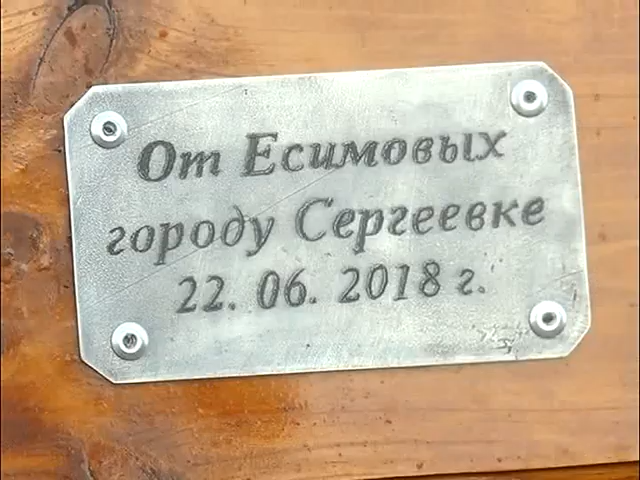 От Есимовых
городу Сергеевке
22. 06. 2018 г.